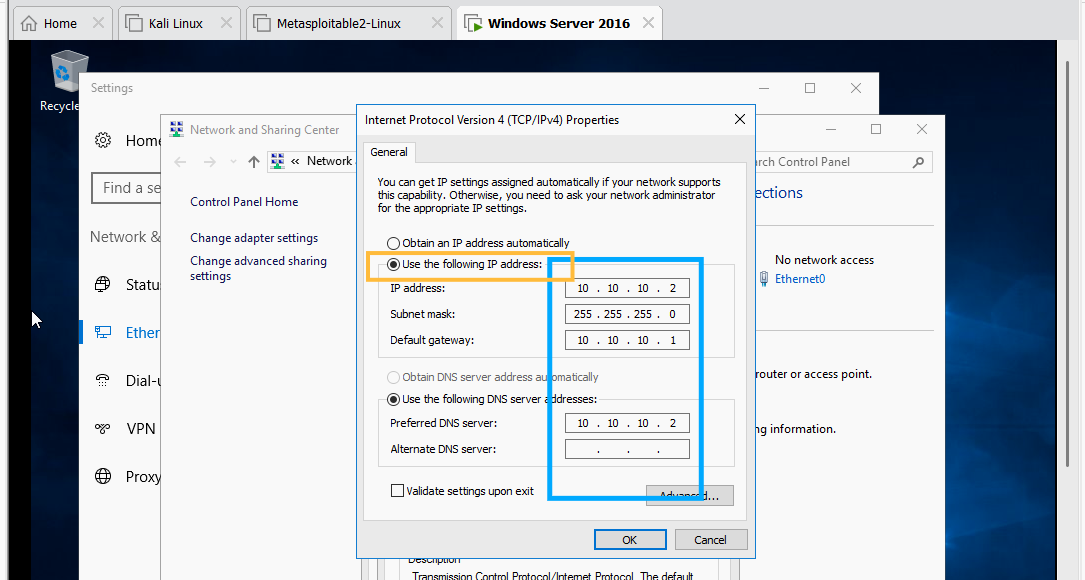 Home
Kali Linux
Metasploitable2-Linux
Windows Server 2016
Recycle
Settings
Home
Find a se
Network &
Status
Ether
Dial-u
VPN
Proxy
Network and Sharing Center
« Network
rch Control Panel
Control Panel Home
Change adapter settings
Change advanced sharing
settings
ections
No network access
Ethernet0
router or access point.
ng information.
Internet Protocol Version 4 (TCP/IPv4) Properties
General
You can get IP settings assigned automatically if your network supports
this capability. Otherwise, you need to ask your network administrator
for the appropriate IP settings.
Obtain an IP address automatically
Use the following IP address:
IP address: 10 . 10 . 10 . 2
Subnet mask: 255 . 255 . 255 . 0
Default gateway: 10 . 10 . 10 . 1
Obtain DNS server address automatically
Use the following DNS server addresses:
Preferred DNS server: 10 . 10 . 10 . 2
Alternate DNS server: . . .
Validate settings upon exit
Advanced...
OK
Cancel
Description
Transmission Control Protocol/Internet Protocol. The default